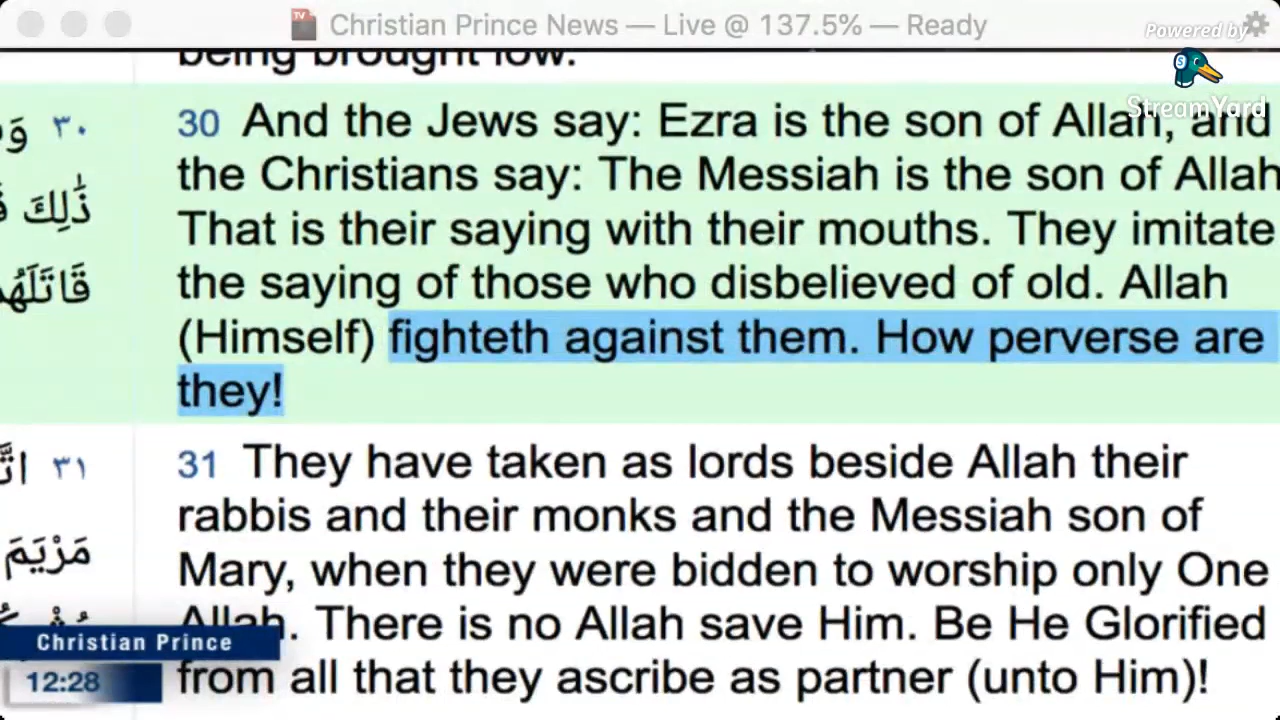 Christian Prince News — Live @ 137.5% — Ready
Powered by
StreamYard
being brought low.
٣٠
30 And the Jews say: Ezra is the son of Allah, and
the Christians say: The Messiah is the son of Allah
ذَٰلِكَ
That is their saying with their mouths. They imitate
the saying of those who disbelieved of old. Allah
(Himself) fighteth against them. How perverse are
they!
٣١
31 They have taken as lords beside Allah their
rabbis and their monks and the Messiah son of
مَرْيَمَ
Mary, when they were bidden to worship only One
Allah. There is no Allah save Him. Be He Glorified
from all that they ascribe as partner (unto Him)!
Christian Prince
12:28